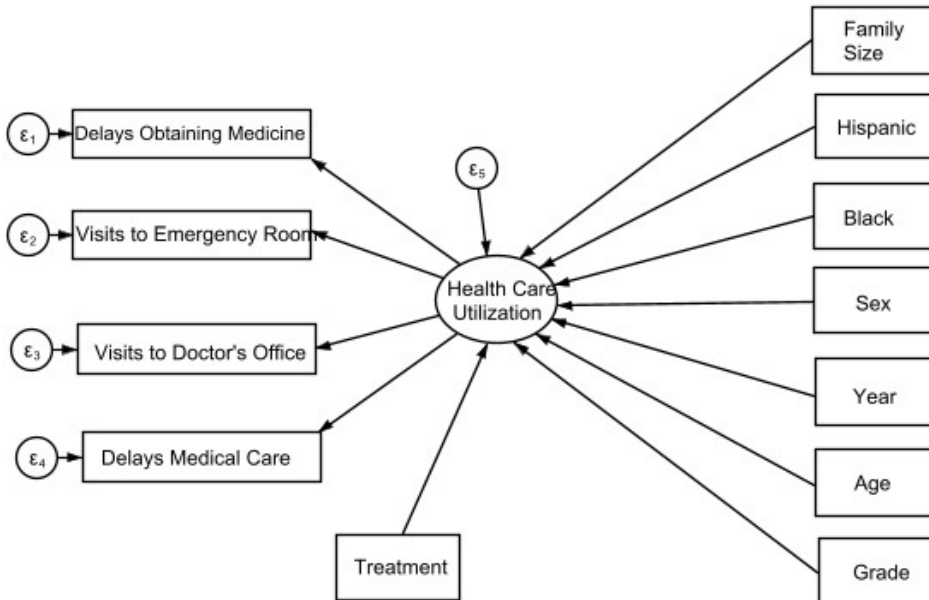 Family
Size
ε1
Delays Obtaining Medicine
Hispanic
ε5
ε2
Visits to Emergency Room
Black
Health Care
Utilization
Sex
ε3
Visits to Doctor's Office
Year
ε4
Delays Medical Care
Age
Treatment
Grade